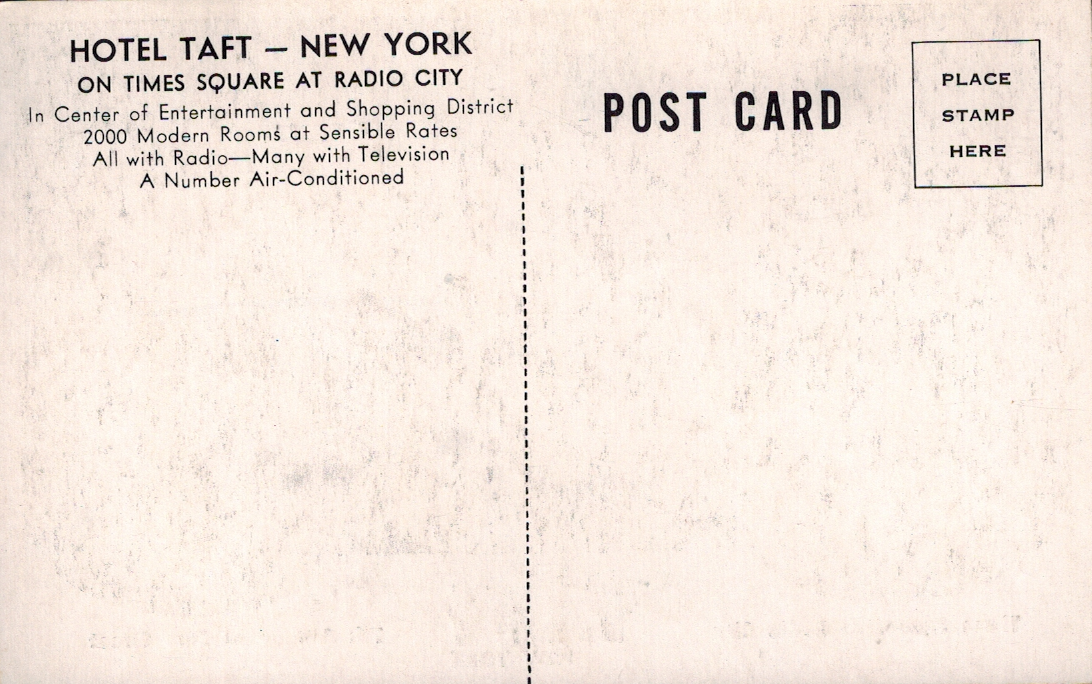 HOTEL TAFT – NEW YORK
ON TIMES SQUARE AT RADIO CITY
In Center of Entertainment and Shopping District
2000 Modern Rooms at Sensible Rates
All with Radio—Many with Television
A Number Air-Conditioned
POST CARD
PLACE
STAMP
HERE